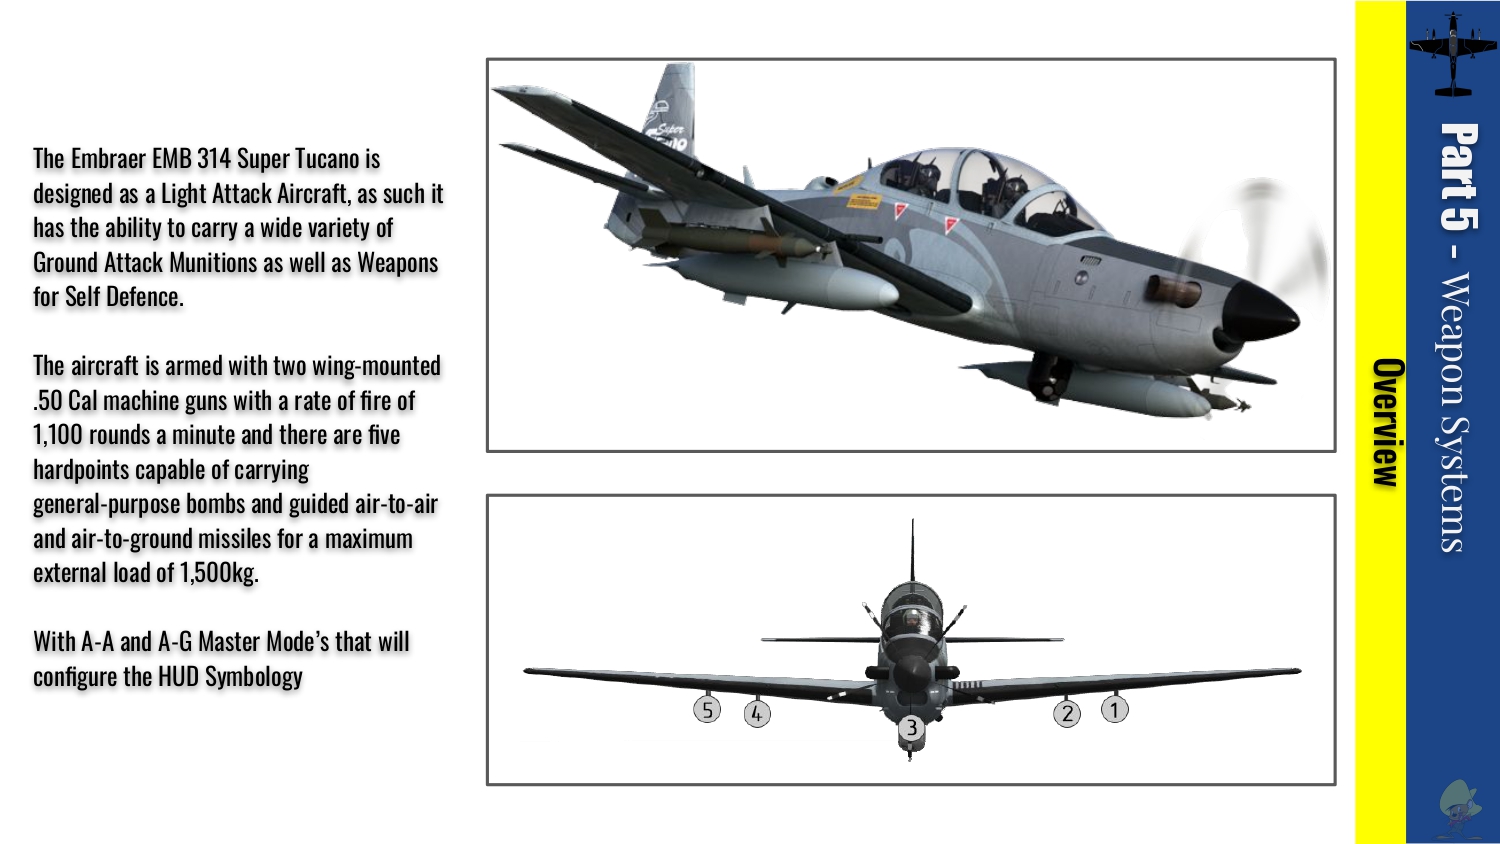 The Embraer EMB 314 Super Tucano is
designed as a Light Attack Aircraft, as such it
has the ability to carry a wide variety of
Ground Attack Munitions as well as Weapons
for Self Defence.
The aircraft is armed with two wing-mounted
.50 Cal machine guns with a rate of fire of
1,100 rounds a minute and there are five
hardpoints capable of carrying
general-purpose bombs and guided air-to-air
and air-to-ground missiles for a maximum
external load of 1,500kg.
With A-A and A-G Master Mode’s that will
configure the HUD Symbology
Super
5
4
3
2
1
Overview
Part 5 - Weapon Systems